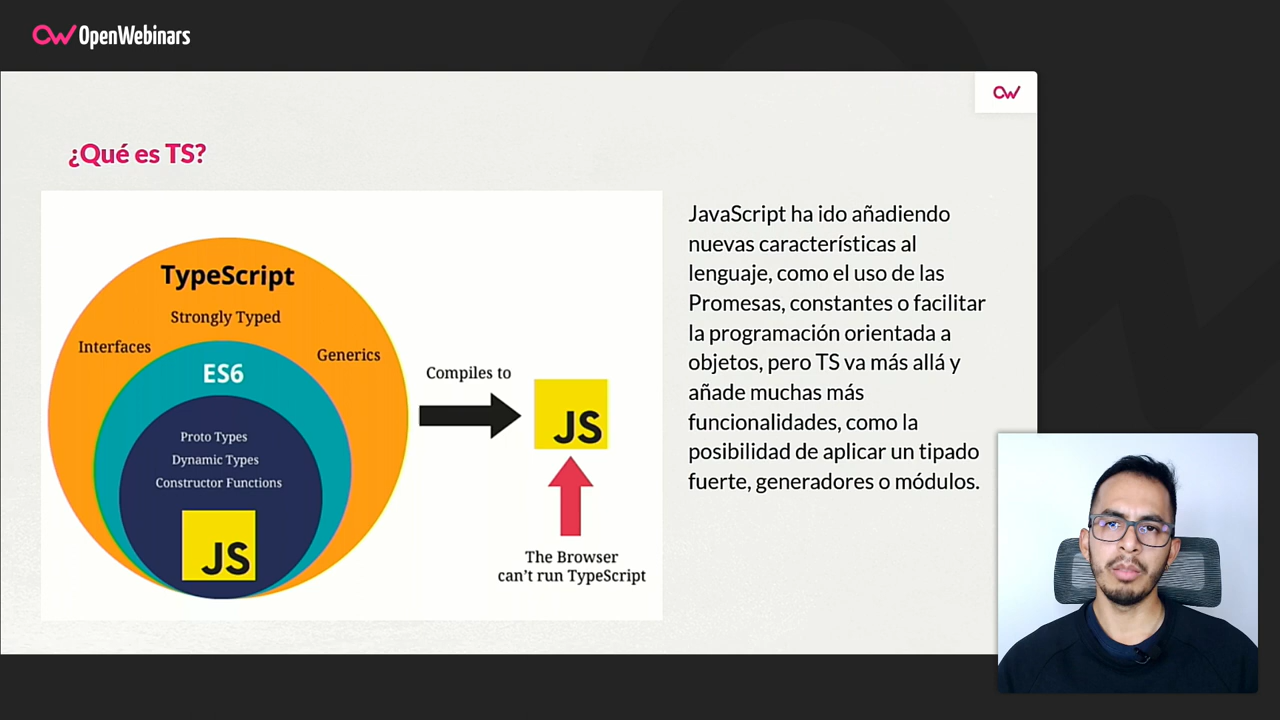 OpenWebinars
¿Qué es TS?
TypeScript
Strongly Typed
Interfaces
Generics
ES6
Proto Types
Dynamic Types
Constructor Functions
JS
Compiles to
JS
The Browser
can’t run TypeScript
JavaScript ha ido añadiendo
nuevas características al
lenguaje, como el uso de las
Promesas, constantes o facilitar
la programación orientada a
objetos, pero TS va más allá y
añade muchas más
funcionalidades, como la
posibilidad de aplicar un tipado
fuerte, generadores o módulos.